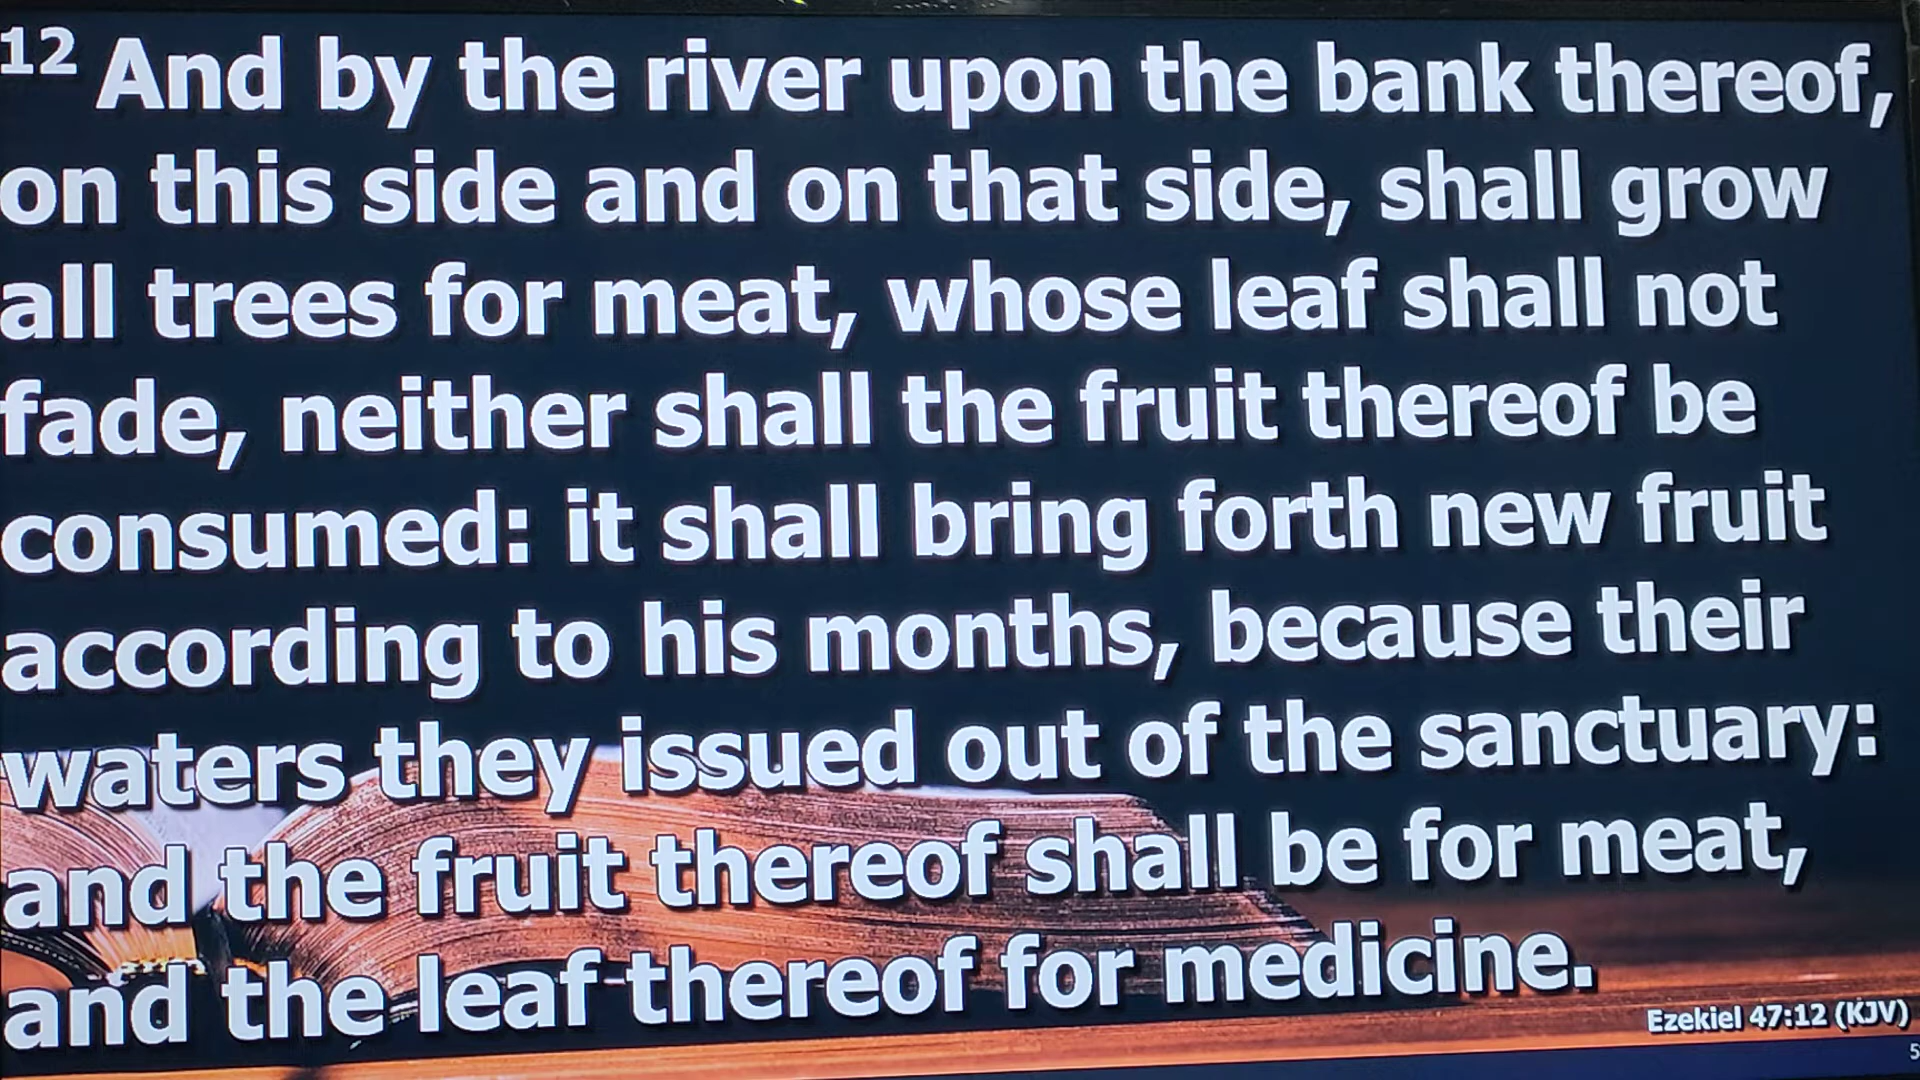 12 And by the river upon the bank thereof,
on this side and on that side, shall grow
all trees for meat, whose leaf shall not
fade, neither shall the fruit thereof be
consumed: it shall bring forth new fruit
according to his months, because their
waters they issued out of the sanctuary:
and the fruit thereof shall be for meat,
and the leaf thereof for medicine.
Ezekiel 47:12 (KJV)